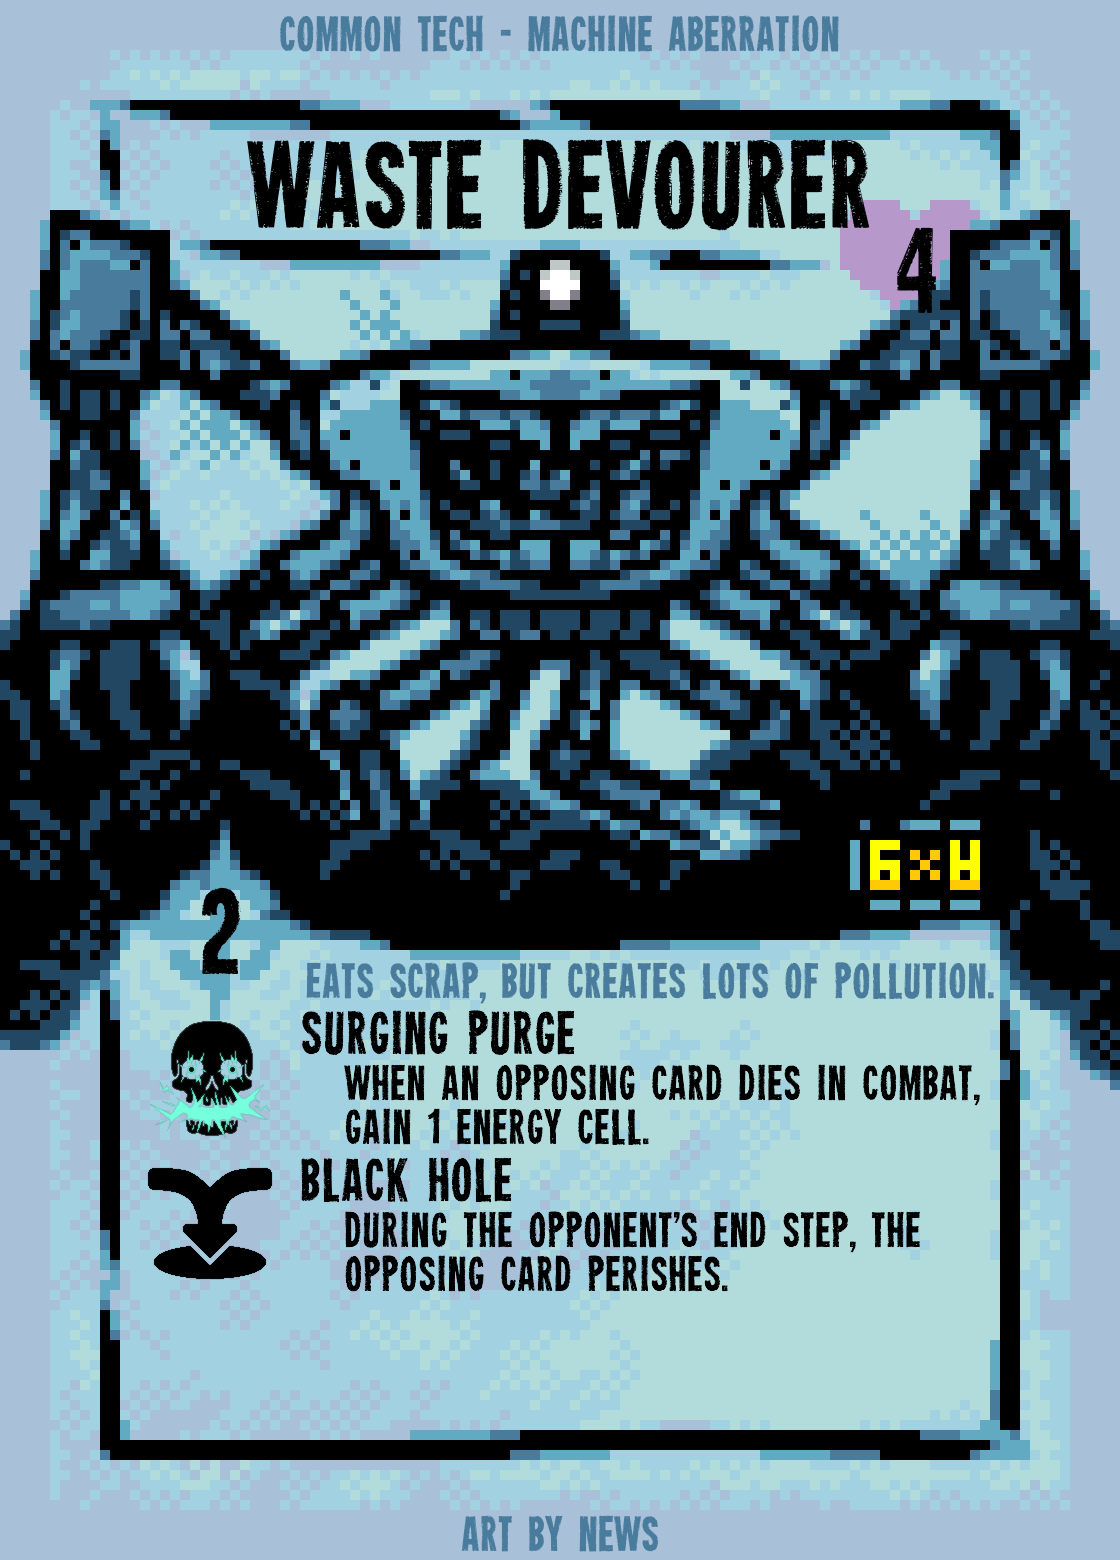 COMMON TECH - MACHINE ABERRATION
WASTE DEVOURER
4
2
EATS SCRAP, BUT CREATES LOTS OF POLLUTION.
SURGING PURGE
WHEN AN OPPOSING CARD DIES IN COMBAT,
GAIN 1 ENERGY CELL.
BLACK HOLE
DURING THE OPPONENT'S END STEP, THE
OPPOSING CARD PERISHES.
ART BY NEWS